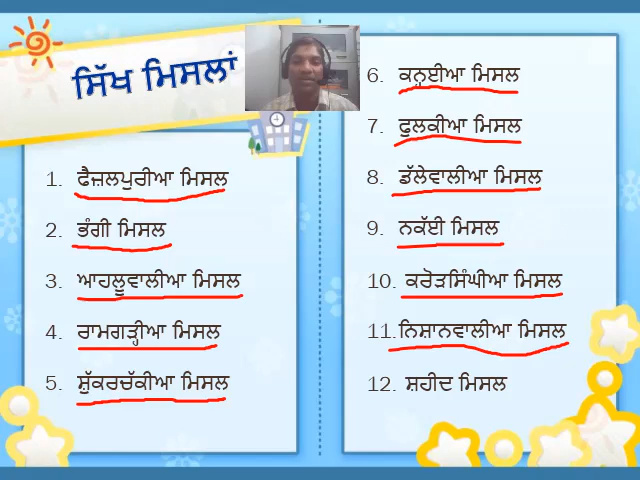 ਸਿੱਖ ਮਿਸਲਾਂ
1. ਫੈਜ਼ਲਪੁਰੀਆ ਮਿਸਲ
2. ਭੰਗੀ ਮਿਸਲ
3. ਆਹਲੂਵਾਲੀਆ ਮਿਸਲ
4. ਰਾਮਗੜ੍ਹੀਆ ਮਿਸਲ
5. ਸ਼ੁੱਕਰਚੱਕੀਆ ਮਿਸਲ
6. ਕਨ੍ਹਈਆ ਮਿਸਲ
7. ਫੂਲਕੀਆ ਮਿਸਲ
8. ਡੱਲੇਵਾਲੀਆ ਮਿਸਲ
9. ਨਕੱਈ ਮਿਸਲ
10. ਕਰੋੜਸਿੰਘੀਆ ਮਿਸਲ
11. ਨਿਸ਼ਾਨਵਾਲੀਆ ਮਿਸਲ
12. ਸ਼ਹੀਦ ਮਿਸਲ